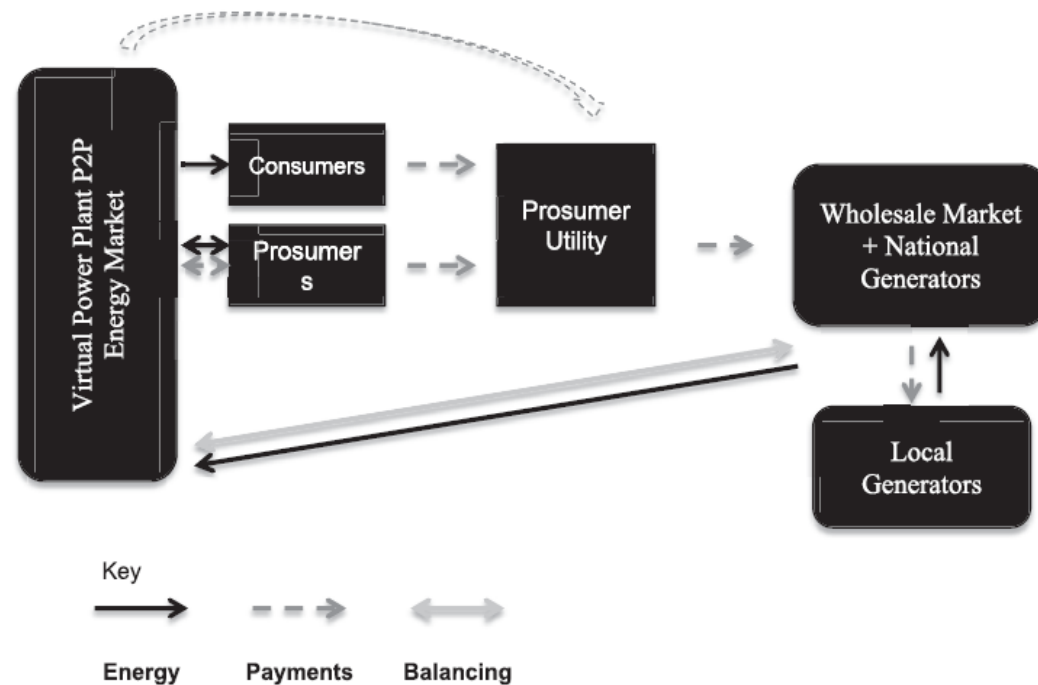 Virtual Power Plant P2P
Energy Market
Consumers
Prosumer
s
Prosumer
Utility
Wholesale Market
+ National
Generators
Local
Generators
Key
Energy
Payments
Balancing